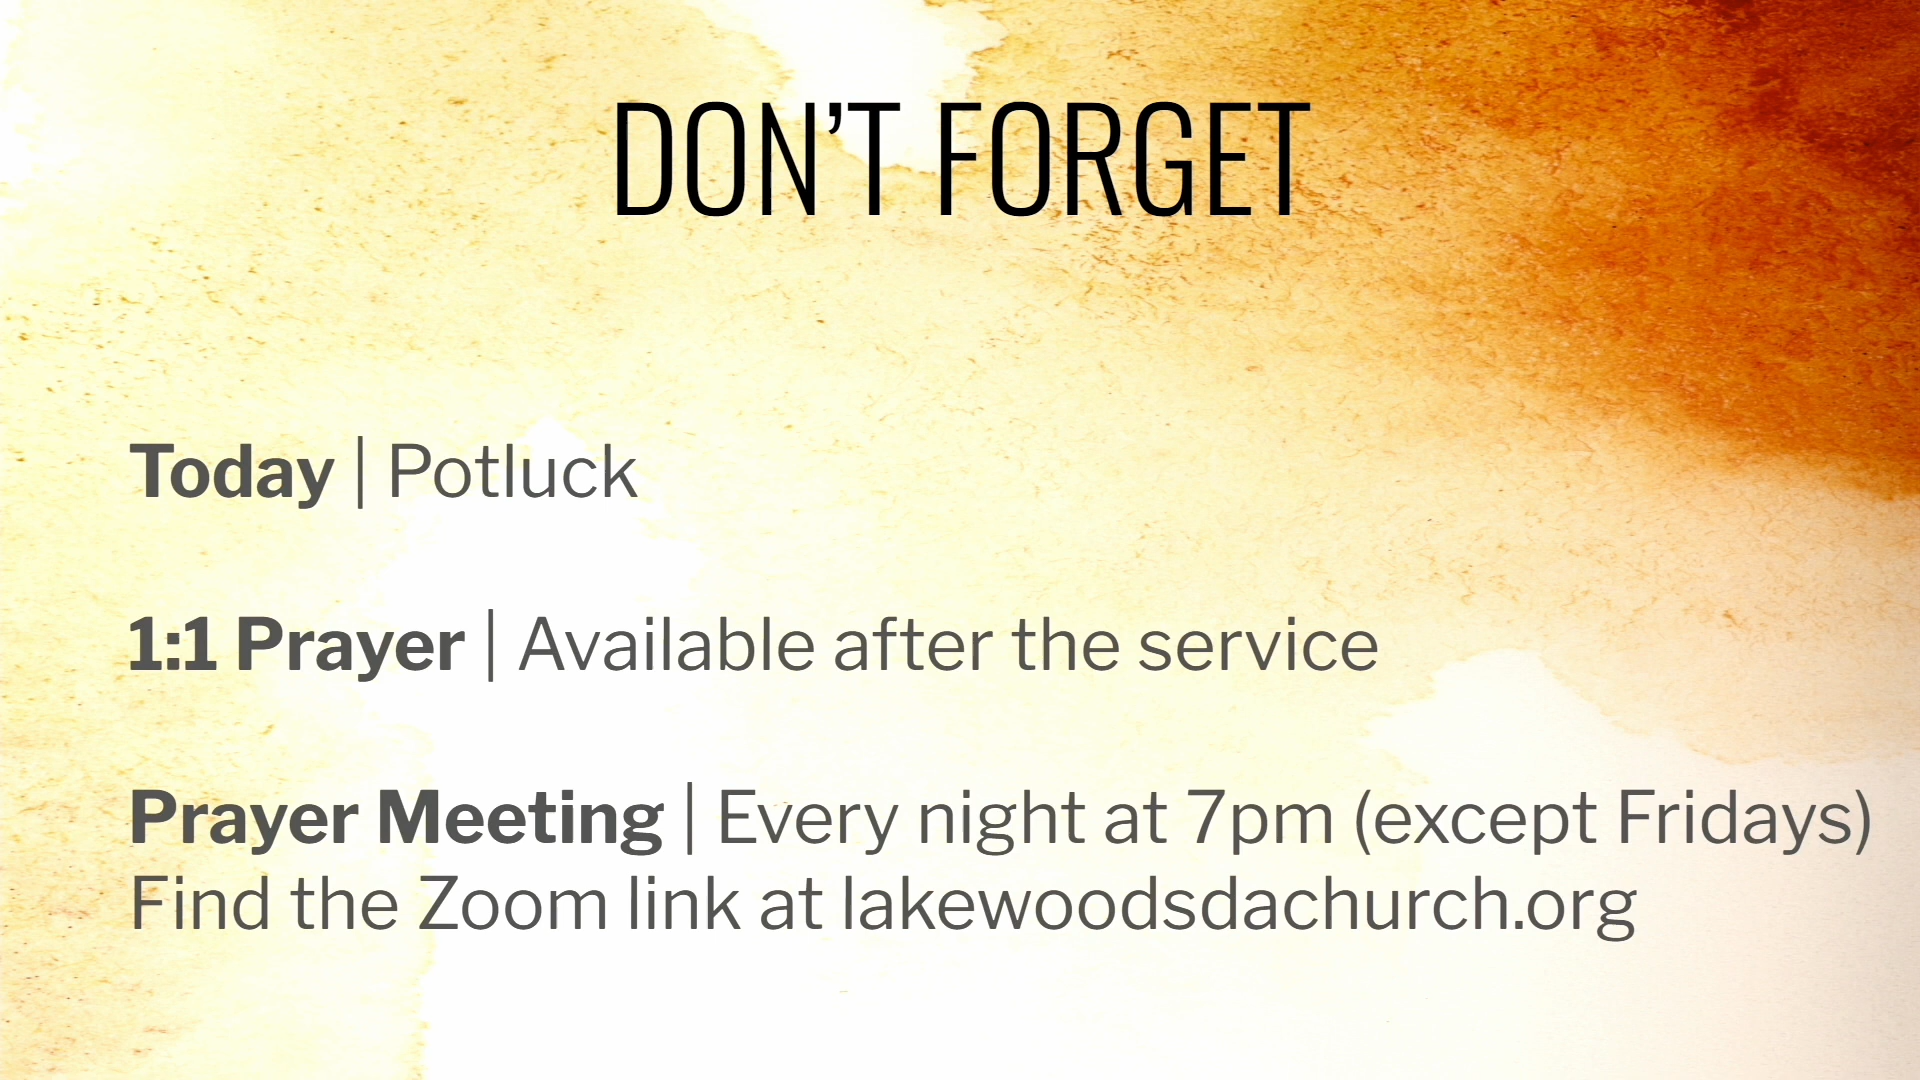 DON’T FORGET
Today | Potluck
1:1 Prayer | Available after the service
Prayer Meeting | Every night at 7pm (except Fridays)
Find the Zoom link at lakewoodsdachurch.org